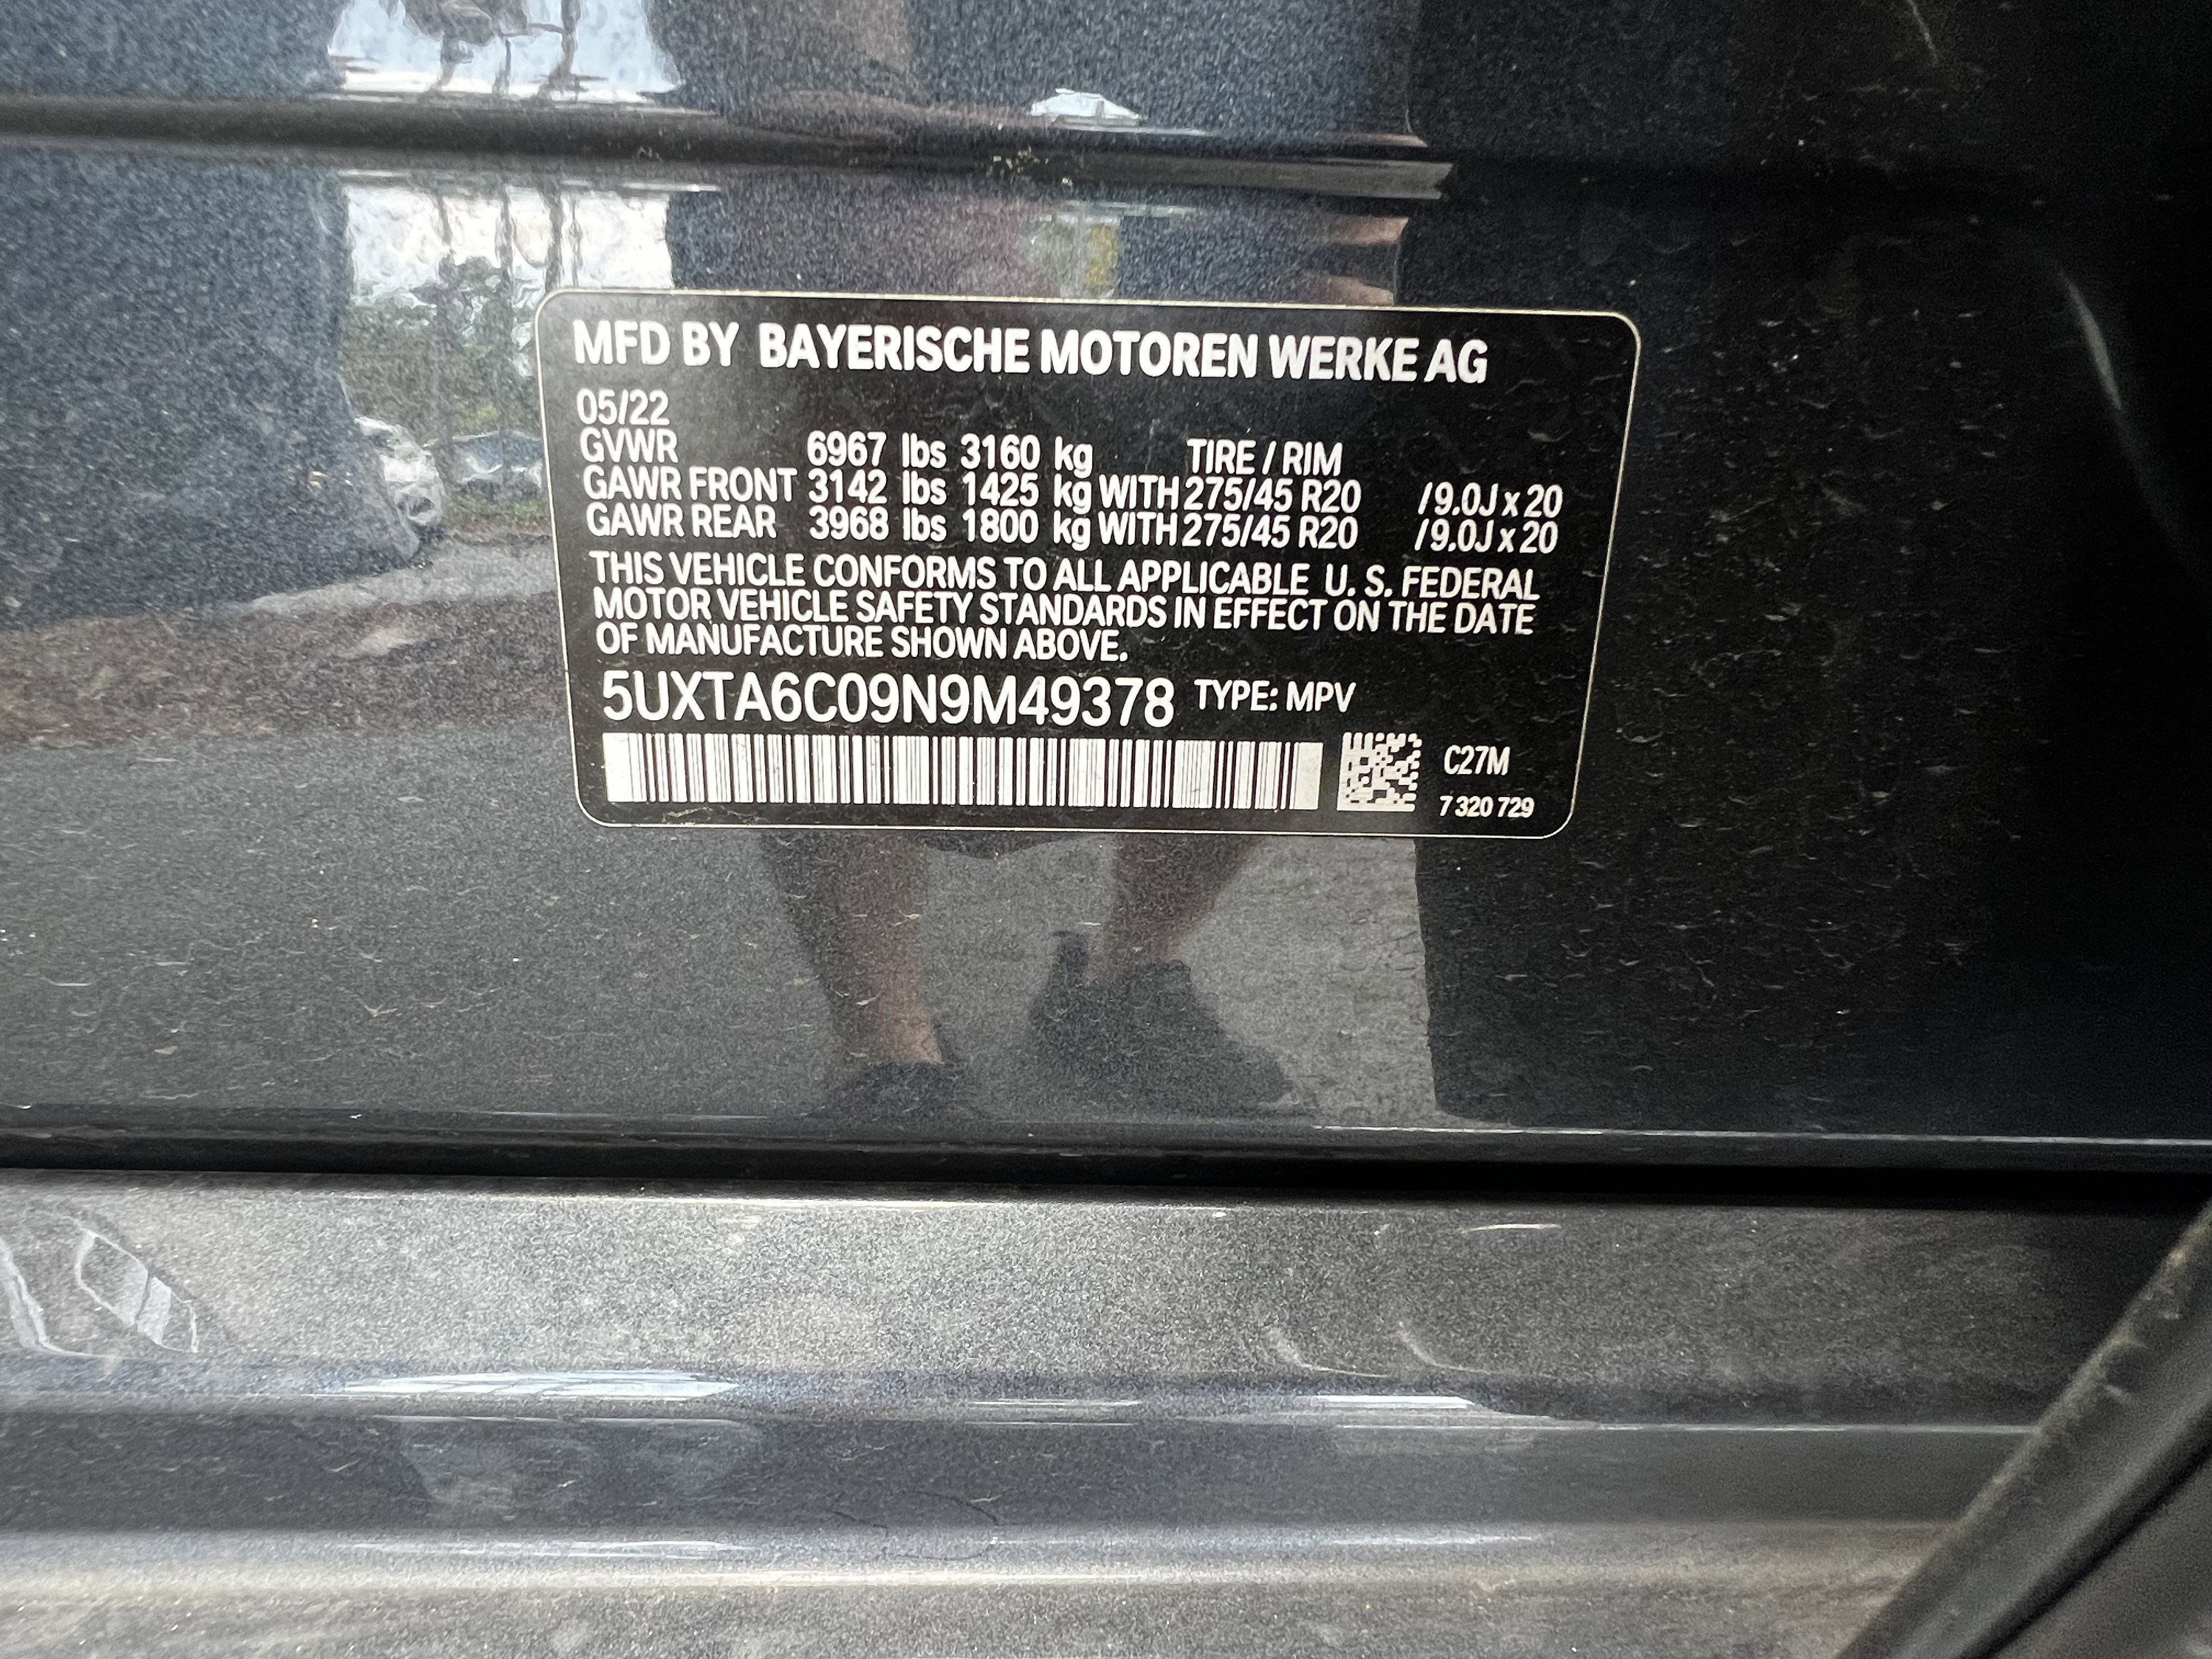 MFD BY BAYERISCHE MOTOREN WERKE AG
05/22
GVWR 6967 lbs 3160 kg TIRE / RIM
GAWR FRONT 3142 lbs 1425 kg WITH 275/45 R20 /9.0J x 20
GAWR REAR 3968 lbs 1800 kg WITH 275/45 R20 /9.0J x 20
THIS VEHICLE CONFORMS TO ALL APPLICABLE U. S. FEDERAL
MOTOR VEHICLE SAFETY STANDARDS IN EFFECT ON THE DATE
OF MANUFACTURE SHOWN ABOVE.
5UXTA6C09N9M49378 TYPE: MPV
C27M
7 320 729